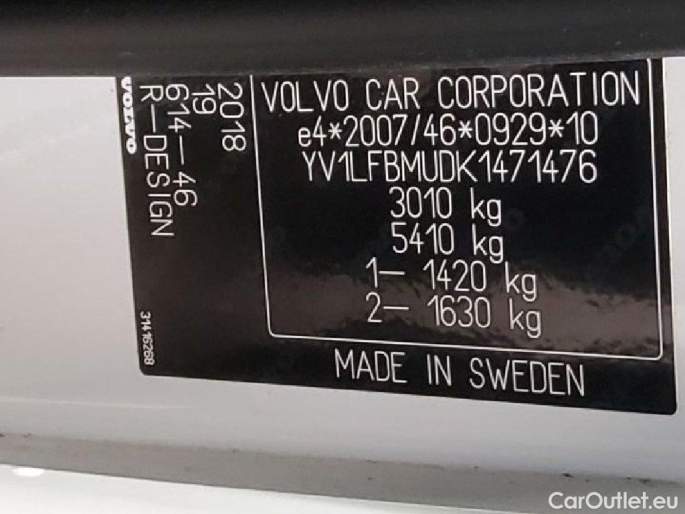 VOLVO CAR CORPORATION
e4*2007/46*0929*10
YV1LFBMUDK1471476
3010 kg
5410 kg
1- 1420 kg
2- 1630 kg
MADE IN SWEDEN
2018
19
614-46
R-DESIGN
VOLVO
31416268
CarOutlet.eu